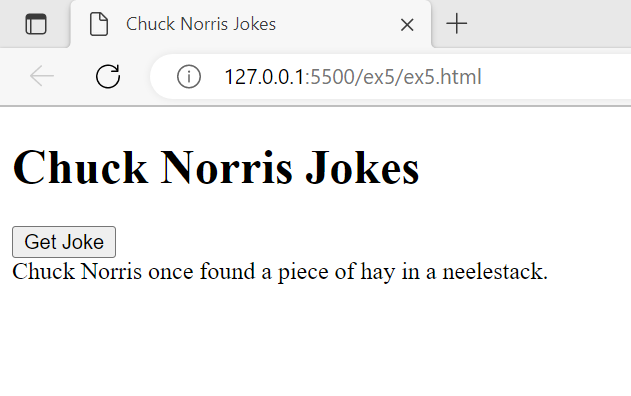 Chuck Norris Jokes
127.0.0.1:5500/ex5/ex5.html
Chuck Norris Jokes
Get Joke
Chuck Norris once found a piece of hay in a neelestack.